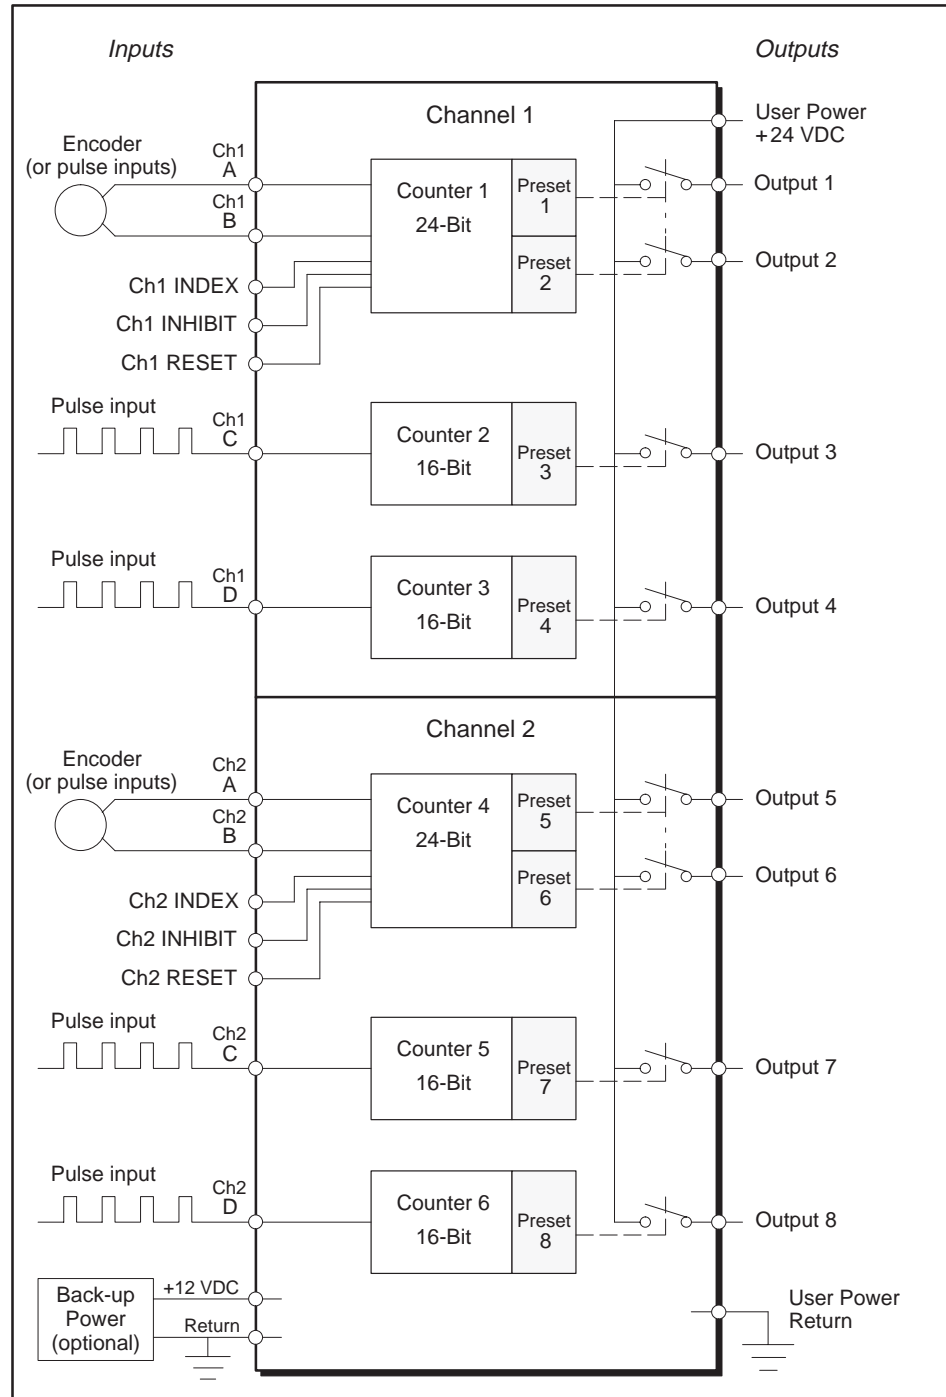 Inputs
Outputs
Channel 1
User Power
+24 VDC
Encoder
(or pulse inputs)
Ch1
A
Ch1
B
Counter 1
24-Bit
Preset
1
Preset
2
Output 1
Output 2
Ch1 INDEX
Ch1 INHIBIT
Ch1 RESET
Pulse input
Ch1
C
Counter 2
16-Bit
Preset
3
Output 3
Pulse input
Ch1
D
Counter 3
16-Bit
Preset
4
Output 4
Channel 2
Encoder
(or pulse inputs)
Ch2
A
Ch2
B
Counter 4
24-Bit
Preset
5
Preset
6
Output 5
Output 6
Ch2 INDEX
Ch2 INHIBIT
Ch2 RESET
Pulse input
Ch2
C
Counter 5
16-Bit
Preset
7
Output 7
Pulse input
Ch2
D
Counter 6
16-Bit
Preset
8
Output 8
Back-up
Power
(optional)
+12 VDC
Return
User Power
Return